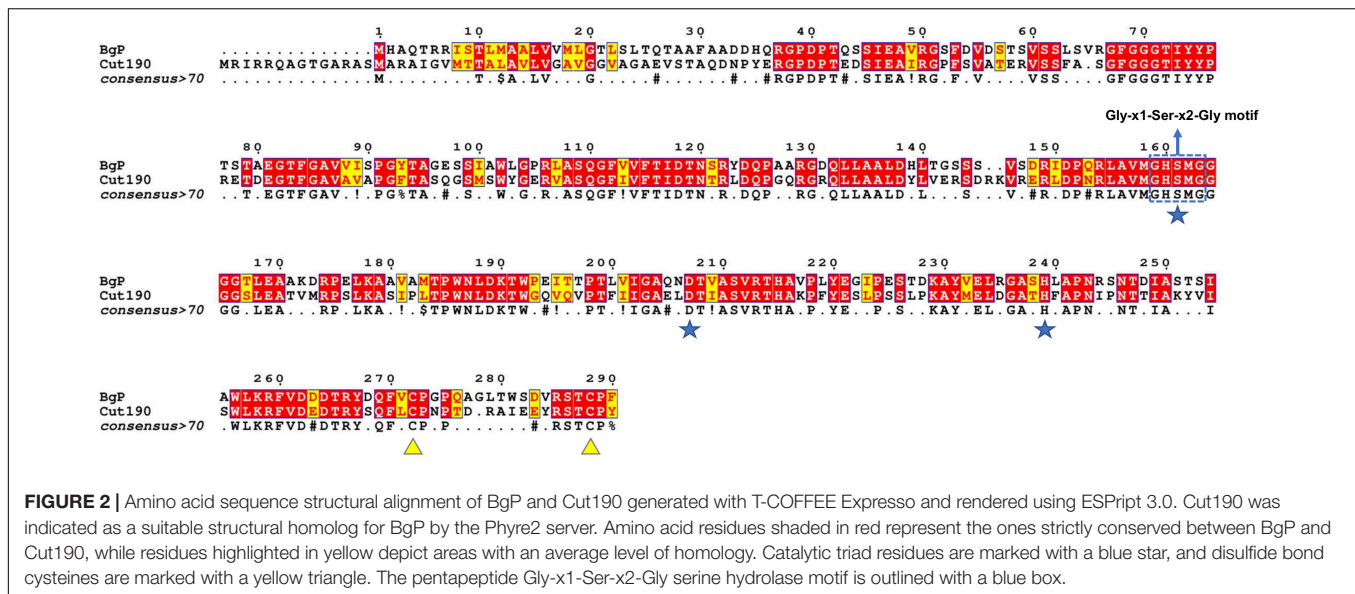 1 10 20 30 40 50 60 70
BgP ..............MHAQTRRISTLMAALVVMLGTLSLTQTAAFAADDHQRGPDPTQSSIEAVRGSFDVDSTSVSSLSVRGFGGGTIYYP
Cut190 MRIRRQAGTGARASMARAIGVMTTALAVLVGAVGGVAGAEVSTAQDNPYERGPDPTEDSIEAIRGPFSVATERVSSFA.SGFGGGTIYYP
consensus>70 ..............M........T.$A.LV...G..........#....#.#RGPDPT#.SIEA!RG.F.V.....VSS.....GFGGGTIYYP
Gly-x1-Ser-x2-Gly motif
80 90 100 110 120 130 140 150 160
BgP TSTAEGTFGAVVISPGYTAGESSIAWLGPRLASQGFVVFTIDTNSRYDQPAARGDQLLAALDHLTGSSS..VSDRIDPQRLAVMGHSMGG
Cut190 RETDEGTFGAVAVAPGFTASQGSMSWYGERVASQGFIVFTIDTNTRLDQPGQRGRQLLAALDYLVERSDRKVRERLDPNRLAVMGHSMGG
consensus>70 ..T.EGTFGAV.!.PG%TA.#.S..W.G.R.ASQGF!VFTIDTN.R.DQP..RG.QLLAALD.L...S...V.#R.DP#RLAVMGHSMGG
170 180 190 200 210 220 230 240 250
BgP GGTLEAAKDRPELKAAVAMTPWNLDKTWPEITTPTLVIGAQNDTVASVRTHAVPLYEGIPESTDKAYVELRGASHLAPNRSNTDIASTSI
Cut190 GGSLEATVMRPSLKASIPLTPWNLDKTWGQVQVPTFIIGAELDTIASVRTHAKPFYESLPSSLPKAYMELDGATHFAPNIPNTTIAKYVI
consensus>70 GG.LEA...RP.LKA.!.$TPWNLDKTW.#!..PT.!IGA#.DT!ASVRTHA.P.YE..P.S..KAY.EL.GA.H.APN..NT.IA...I
260 270 280 290
BgP AWLKRFVDDDTRYDQFVCPGPQAGLTWSDVRSTCPF
Cut190 SWLKRFVDEDTRYSQFLCPNPTD.RAIEEYRSTCPY
consensus>70 .WLKRFVD#DTRY.QF.CP.P.......#.RSTCP%
FIGURE 2 | Amino acid sequence structural alignment of BgP and Cut190 generated with T-COFFEE Expresso and rendered using ESPript 3.0. Cut190 was
indicated as a suitable structural homolog for BgP by the Phyre2 server. Amino acid residues shaded in red represent the ones strictly conserved between BgP and
Cut190, while residues highlighted in yellow depict areas with an average level of homology. Catalytic triad residues are marked with a blue star, and disulfide bond
cysteines are marked with a yellow triangle. The pentapeptide Gly-x1-Ser-x2-Gly serine hydrolase motif is outlined with a blue box.